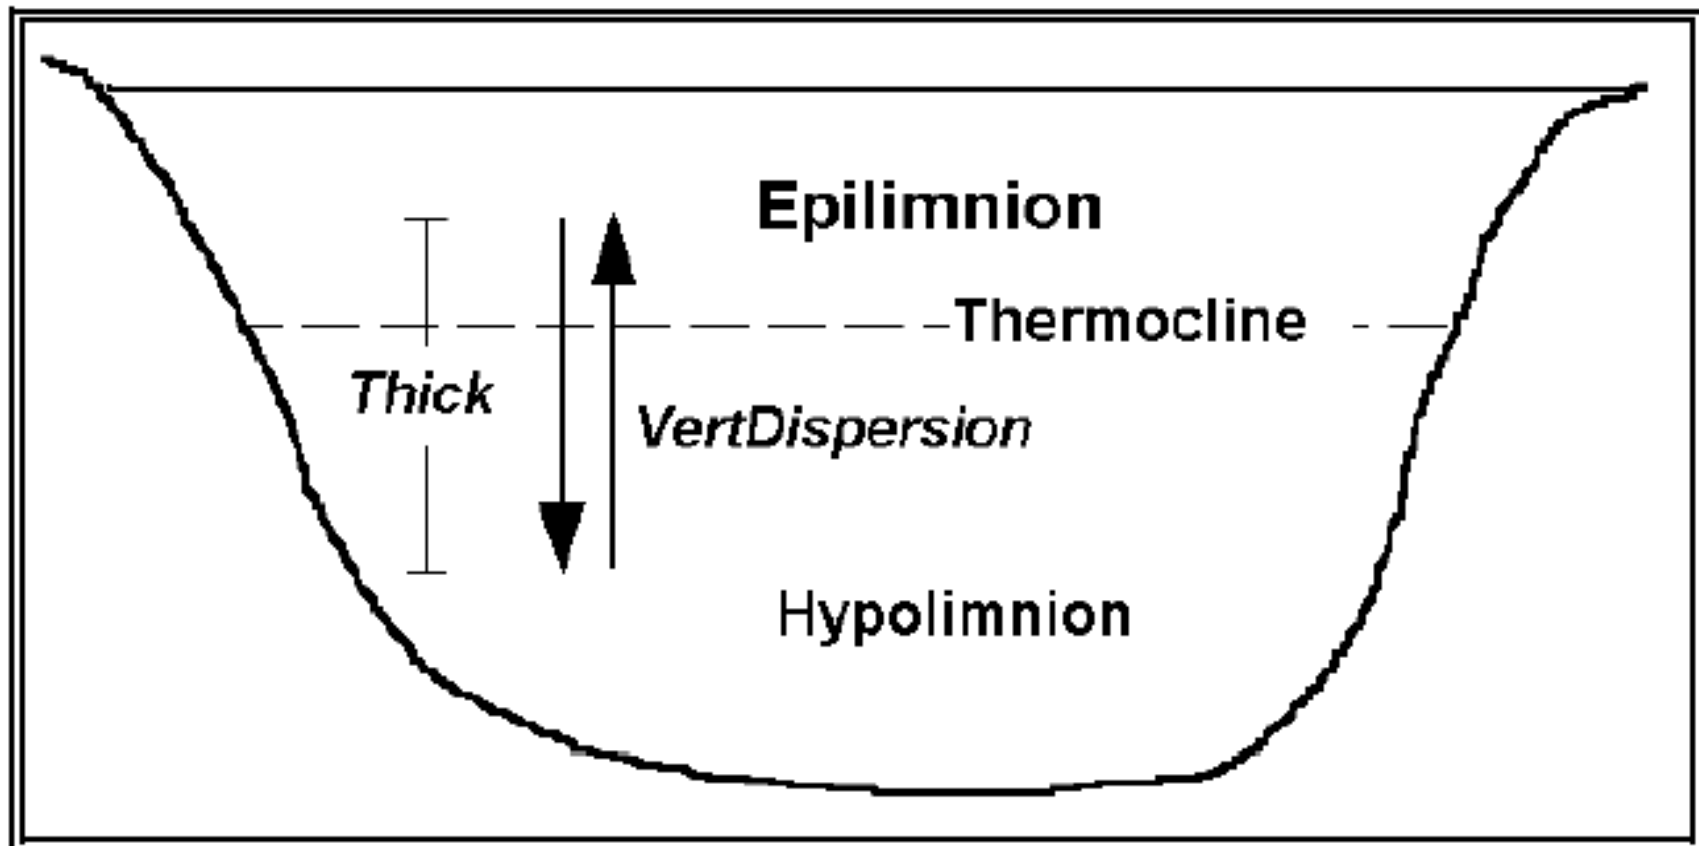 Epilimnion
Thermocline
Thick
VertDispersion
Hypolimnion